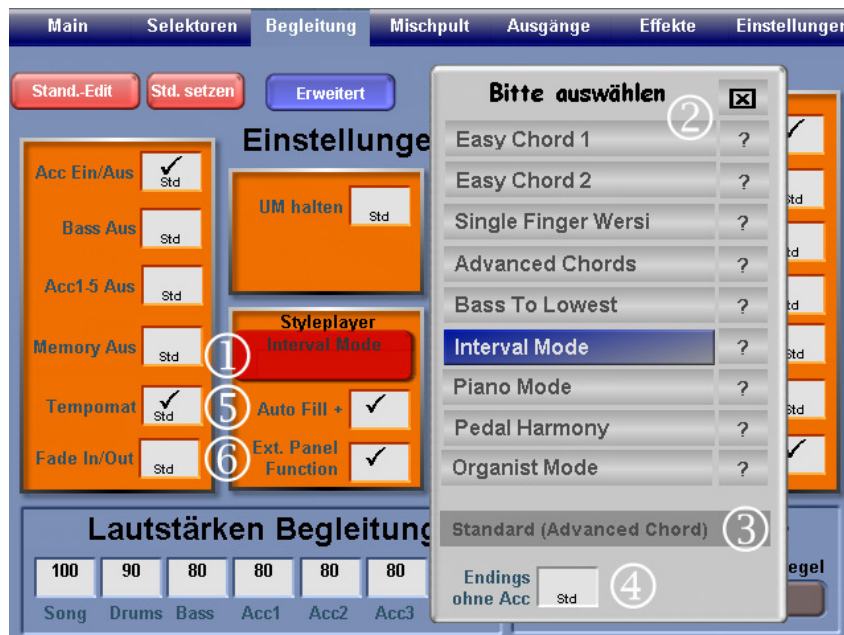 Main Selektoren Begleitung Mischpult Ausgänge Effekte Einstellunger
Stand.-Edit Std. setzen Erweitert
Einstellunge
Acc Ein/Aus Std
Bass Aus Std
Acc1-5 Aus Std
Memory Aus Std
Tempomat Std
Fade In/Out Std
UM halten Std
Styleplayer
Interval Mode
Auto Fill +
Ext. Panel
Function
1
5
6
Bitte auswählen
2
Easy Chord 1 ?
Easy Chord 2 ?
Single Finger Wersi ?
Advanced Chords ?
Bass To Lowest ?
Interval Mode ?
Piano Mode ?
Pedal Harmony ?
Organist Mode ?
Standard (Advanced Chord) 3
Endings
ohne Acc Std 4
Std
td
td
Std
Std
Lautstärken Begleitung
100 90 80 80 80 80
Song Drums Bass Acc1 Acc2 Acc3
egel